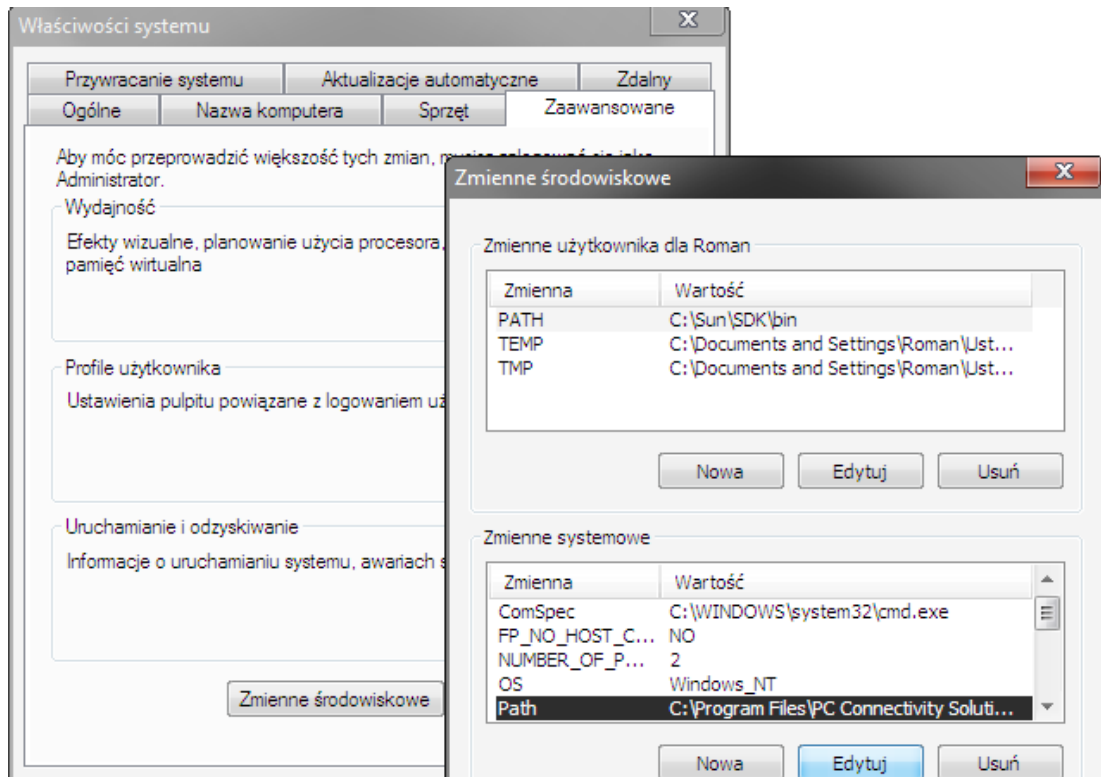 Właściwości systemu
Przywracanie systemu Aktualizacje automatyczne Zdalny
Ogólne Nazwa komputera Sprzęt Zaawansowane
Aby móc przeprowadzić większość tych zmian,
Administrator.
Wydajność
Efekty wizualne, planowanie użycia procesora,
pamięć wirtualna
Profile użytkownika
Ustawienia pulpitu powiązane z logowaniem
Uruchamianie i odzyskiwanie
Informacje o uruchamianiu systemu, awariach
Zmienne środowiskowe
Zmienne środowiskowe
Zmienne użytkownika dla Roman
Zmienna Wartość
PATH C:\Sun\SDK\bin
TEMP C:\Documents and Settings\Roman\Ust...
TMP C:\Documents and Settings\Roman\Ust...
Nowa Edytuj Usuń
Zmienne systemowe
Zmienna Wartość
ComSpec C:\WINDOWS\system32\cmd.exe
FP_NO_HOST_C... NO
NUMBER_OF_P... 2
OS Windows_NT
Path C:\Program Files\PC Connectivity Soluti...
Nowa Edytuj Usuń